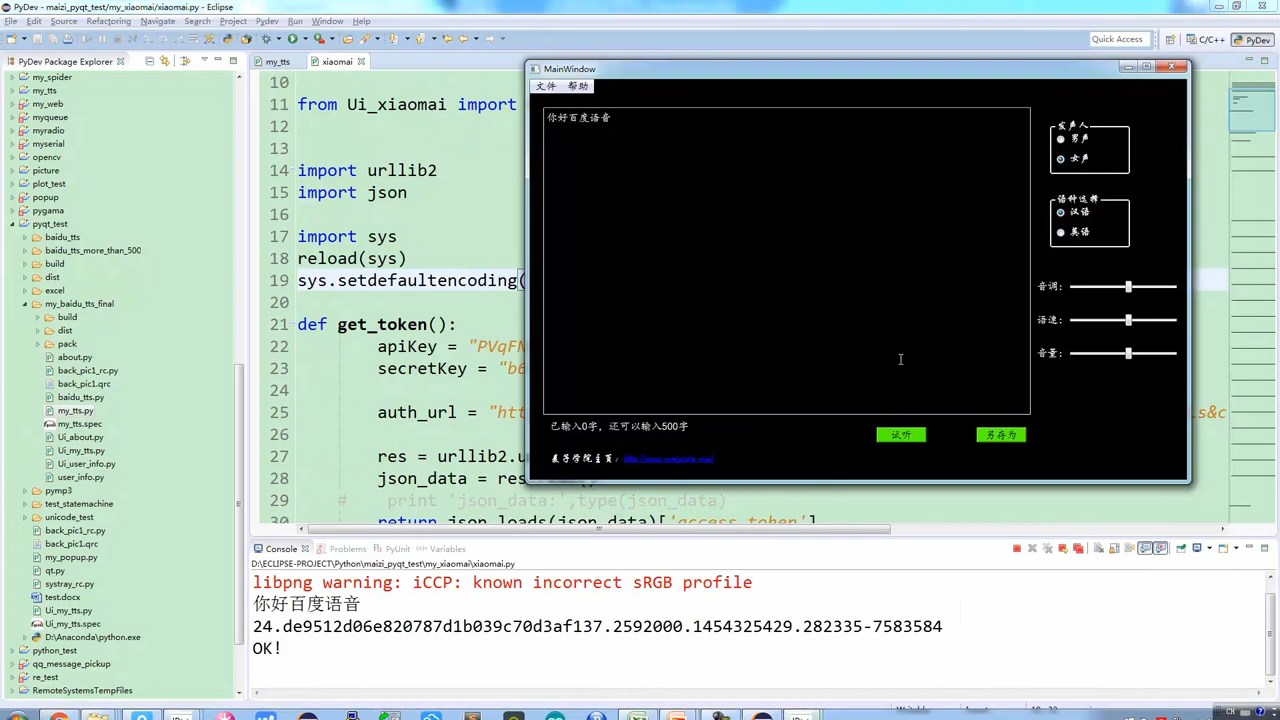 PyDev - maizi_pyqt_test/my_xiaomai/xiaomai.py - Eclipse
File Edit Source Refactoring Navigate Search Project Pydev Run Window Help
Quick Access
C/C++
PyDev
PyDev Package Explorer
my_tts
xiaomai
my_spider
my_tts
my_web
myqueue
myradio
myserial
opencv
picture
plot_test
popup
pygama
pyqt_test
baidu_tts
baidu_tts_more_than_500
build
dist
excel
my_baidu_tts_final
build
dist
pack
about.py
back_pic1_rc.py
back_pic1.qrc
baidu_tts.py
my_tts.py
my_tts.spec
Ui_about.py
Ui_my_tts.py
Ui_user_info.py
user_info.py
pymp3
test_statemachine
unicode_test
back_pic1_rc.py
back_pic1.qrc
my_popup.py
qt.py
systray_rc.py
test.docx
Ui_my_tts.py
Ui_my_tts.spec
D:\Anaconda\python.exe
python_test
qq_message_pickup
re_test
RemoteSystemsTempFiles
10
11 from Ui_xiaomai import
12
13
14 import urllib2
15 import json
16
17 import sys
18 reload(sys)
19 sys.setdefaultencoding(
20
21 def get_token():
22 apiKey = "PVqFN
23 secretKey = "b6
24
25 auth_url = "ht
s&c
26
27 res = urllib2.u
28 json_data = res
29 # print 'json_data:',type(json_data)
30 return json.loads(json_data)['access_token']
MainWindow
文件 帮助
你好百度语音
发声人
男声
女声
语种选择
汉语
英语
音调:
语速:
音量:
已输入0字，还可以输入500字
试听
另存为
麦子学院主页:
Console Problems PyUnit Variables
D:\ECLIPSE-PROJECT\Python\maizi_pyqt_test\my_xiaomai\xiaomai.py
libpng warning: iCCP: known incorrect sRGB profile
你好百度语音
24.de9512d06e820787d1b039c70d3af137.2592000.1454325429.282335-7583584
OK!
CH